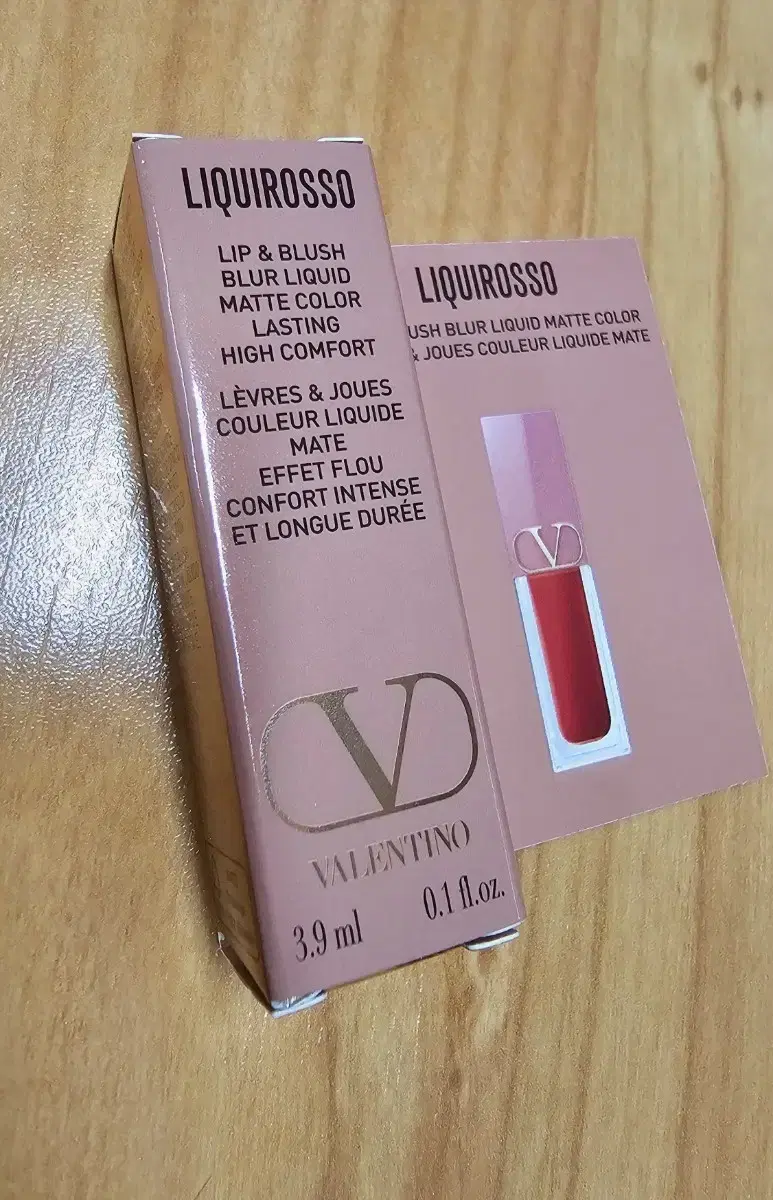 LIQUIROSSO
LIP & BLUSH
BLUR LIQUID
MATTE COLOR
LASTING
HIGH COMFORT
LÈVRES & JOUES
COULEUR LIQUIDE
MATE
EFFET FLOU
CONFORT INTENSE
ET LONGUE DURÉE
V
VALENTINO
3.9 ml 0.1 fl.oz.
LIQUIROSSO
USH BLUR LIQUID MATTE COLOR
& JOUES COULEUR LIQUIDE MATE
V